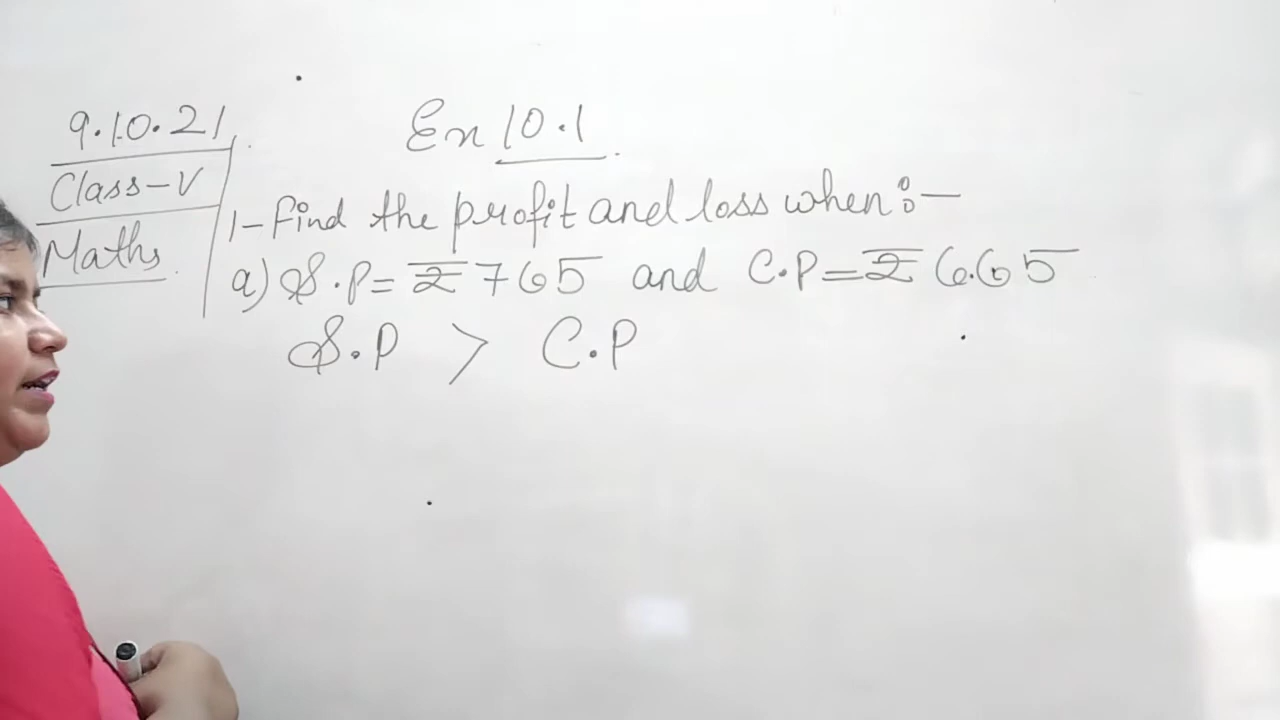 9.10.21
Class-V
Maths
Ex 10.1
1-Find the profit and loss when:-
a) S.P = ₹ 765 and C.P = ₹ 665
S.P > C.P